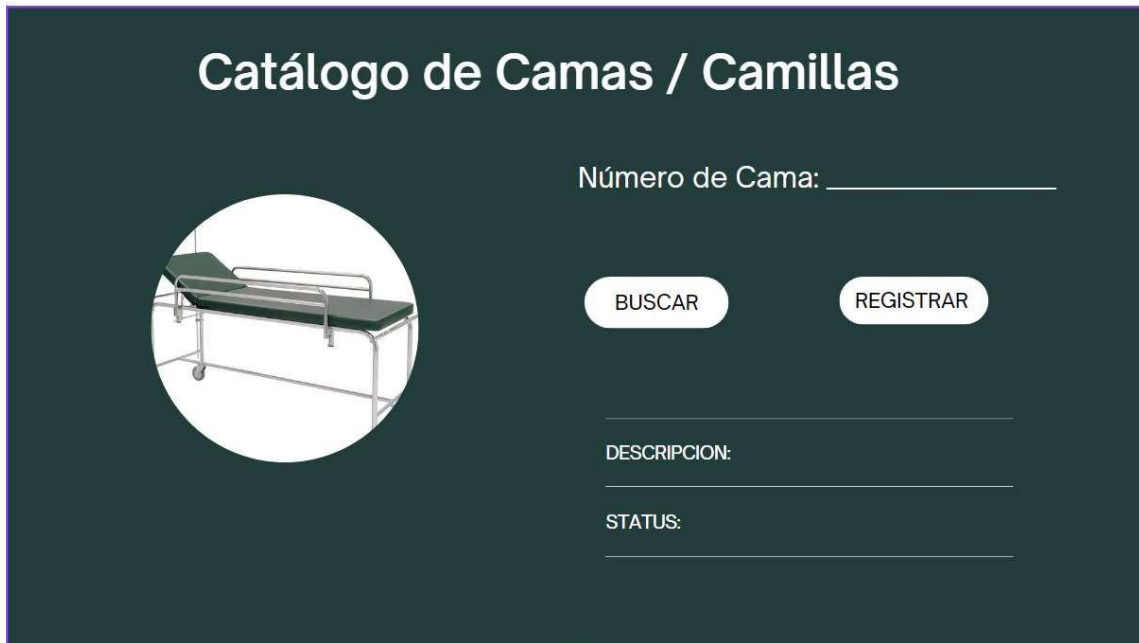 Catálogo de Camas / Camillas
Número de Cama:
BUSCAR
REGISTRAR
DESCRIPCION:
STATUS: